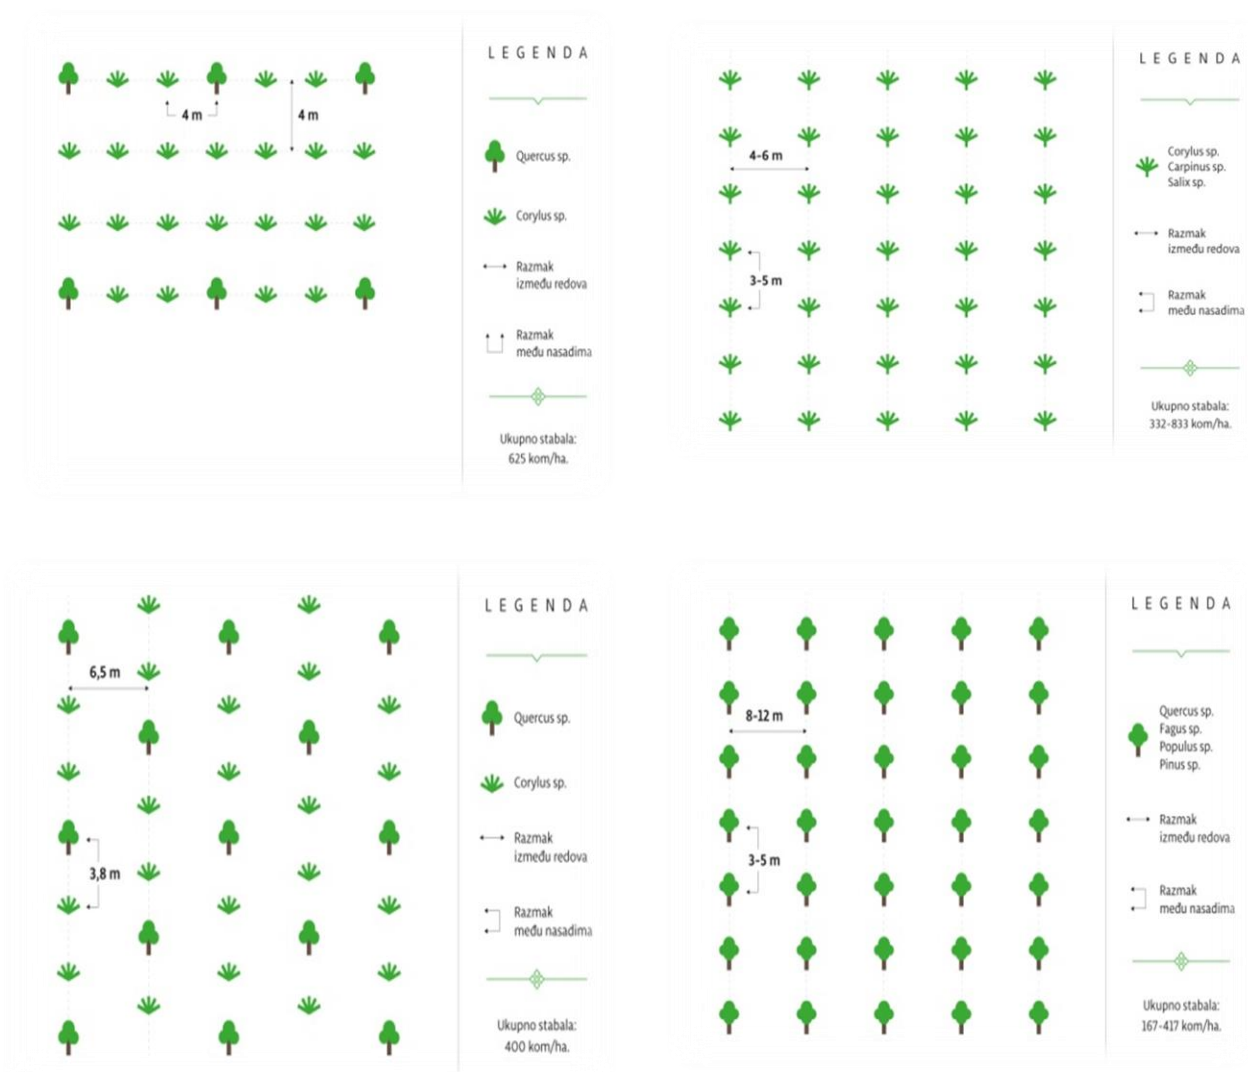 LEGENDA
4 m
4 m
Quercus sp.
Corylus sp.
Razmak
između redova
Razmak
među nasadima
Ukupno stabala:
625 kom/ha.
LEGENDA
4-6 m
3-5 m
Corylus sp.
Carpinus sp.
Salix sp.
Razmak
između redova
Razmak
među nasadima
Ukupno stabala:
332-833 kom/ha.
LEGENDA
6,5 m
3,8 m
Quercus sp.
Corylus sp.
Razmak
između redova
Razmak
među nasadima
Ukupno stabala:
400 kom/ha.
LEGENDA
8-12 m
3-5 m
Quercus sp.
Fagus sp.
Populus sp.
Pinus sp.
Razmak
između redova
Razmak
među nasadima
Ukupno stabala:
167-417 kom/ha.